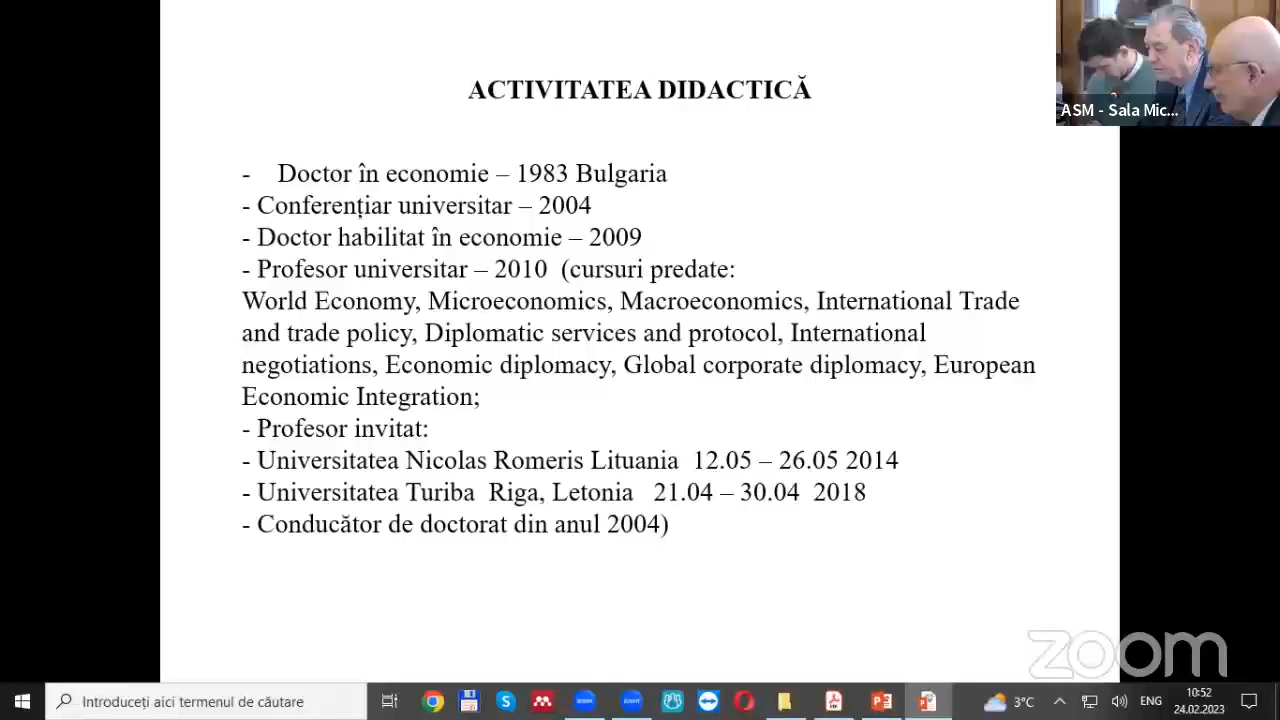 ACTIVITATEA DIDACTICĂ
ASM - Sala Mic...
- Doctor în economie – 1983 Bulgaria
- Conferențiar universitar – 2004
- Doctor habilitat în economie – 2009
- Profesor universitar – 2010 (cursuri predate:
World Economy, Microeconomics, Macroeconomics, International Trade
and trade policy, Diplomatic services and protocol, International
negotiations, Economic diplomacy, Global corporate diplomacy, European
Economic Integration;
- Profesor invitat:
- Universitatea Nicolas Romeris Lituania 12.05 – 26.05 2014
- Universitatea Turiba Riga, Letonia 21.04 – 30.04 2018
- Conducător de doctorat din anul 2004)
zoom
Introduceți aici termenul de căutare
3°C
ENG
10:52
24.02.2023